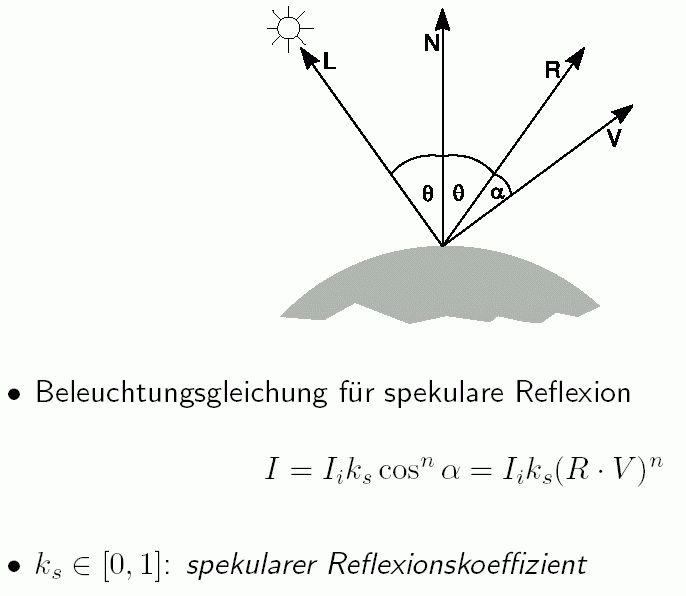 L N R V
θ θ α
• Beleuchtungsgleichung für spekulare Reflexion
I = I_i k_s cos^n α = I_i k_s (R · V)^n
• k_s ∈ [0, 1]: spekularer Reflexionskoeffizient